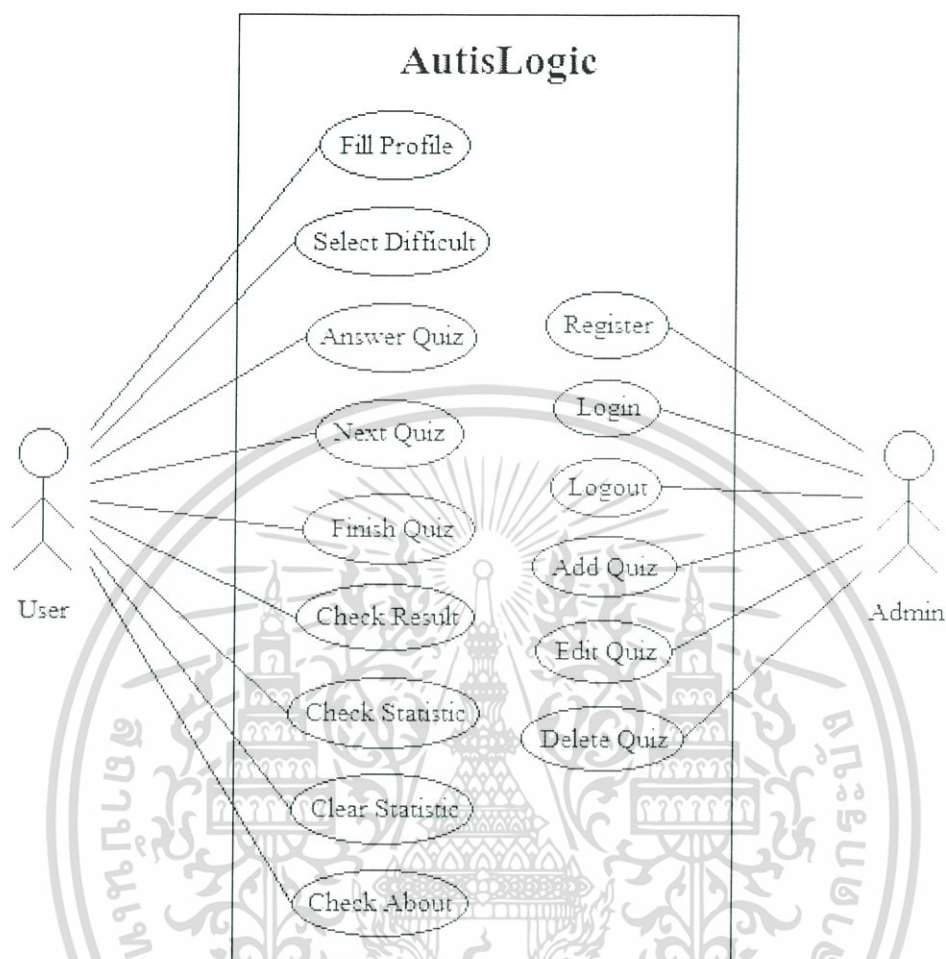 AutisLogic
Fill Profile
Select Difficult
Answer Quiz
Next Quiz
Finish Quiz
Check Result
Check Statistic
Clear Statistic
Check About
Register
Login
Logout
Add Quiz
Edit Quiz
Delete Quiz
User
Admin